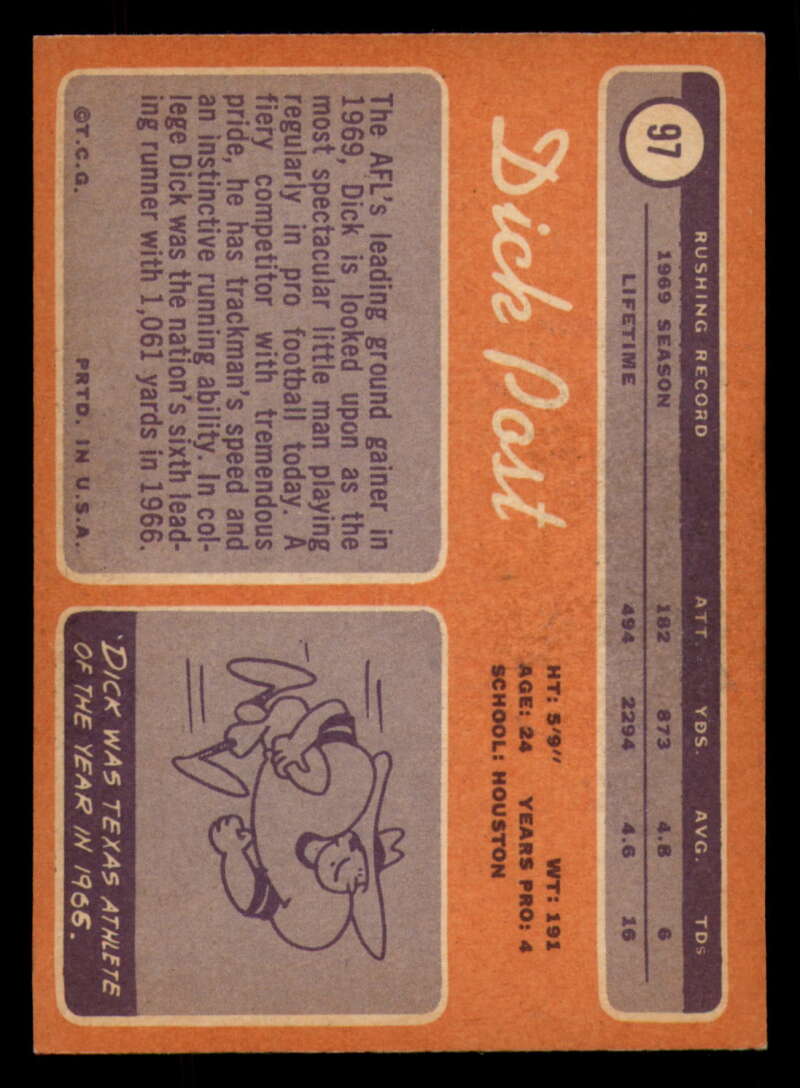 97
RUSHING RECORD ATT. YDS. AVG. TDs
1969 SEASON 182 873 4.8 6
LIFETIME 494 2294 4.6 16
Dick Post
HT: 5'9" WT: 191
AGE: 24 YEARS PRO: 4
SCHOOL: HOUSTON
The AFL's leading ground gainer in
1969, Dick is looked upon as the
most spectacular little man playing
regularly in pro football today. A
fiery competitor with tremendous
pride, he has trackman's speed and
an instinctive running ability. In col-
lege Dick was the nation's sixth lead-
ing runner with 1,061 yards in 1966.
©T.C.G. PRTD. IN U.S.A.
DICK WAS TEXAS ATHLETE
OF THE YEAR IN 1966.